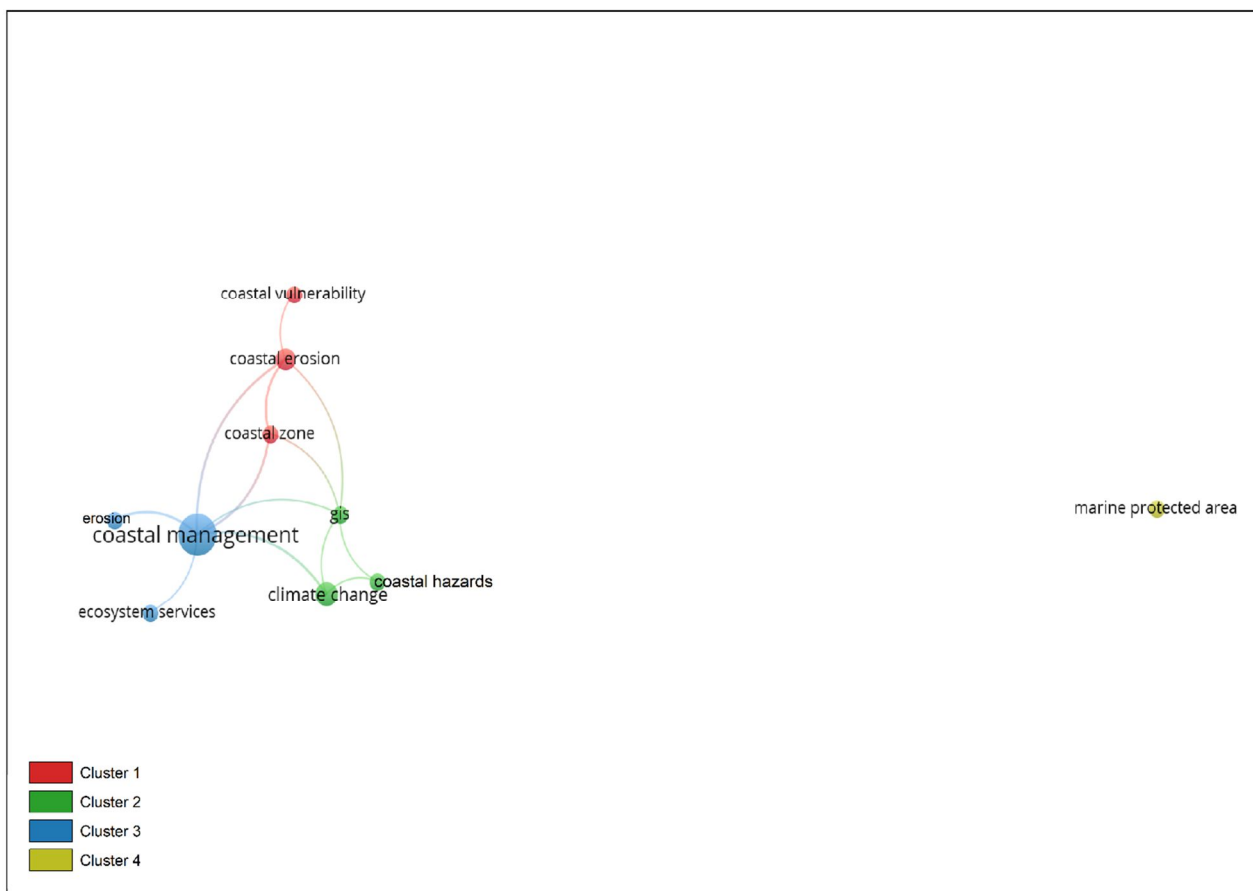 coastal vulnerability
coastal erosion
coastal zone
gis
marine protected area
erosion
coastal management
coastal hazards
climate change
ecosystem services
Cluster 1
Cluster 2
Cluster 3
Cluster 4